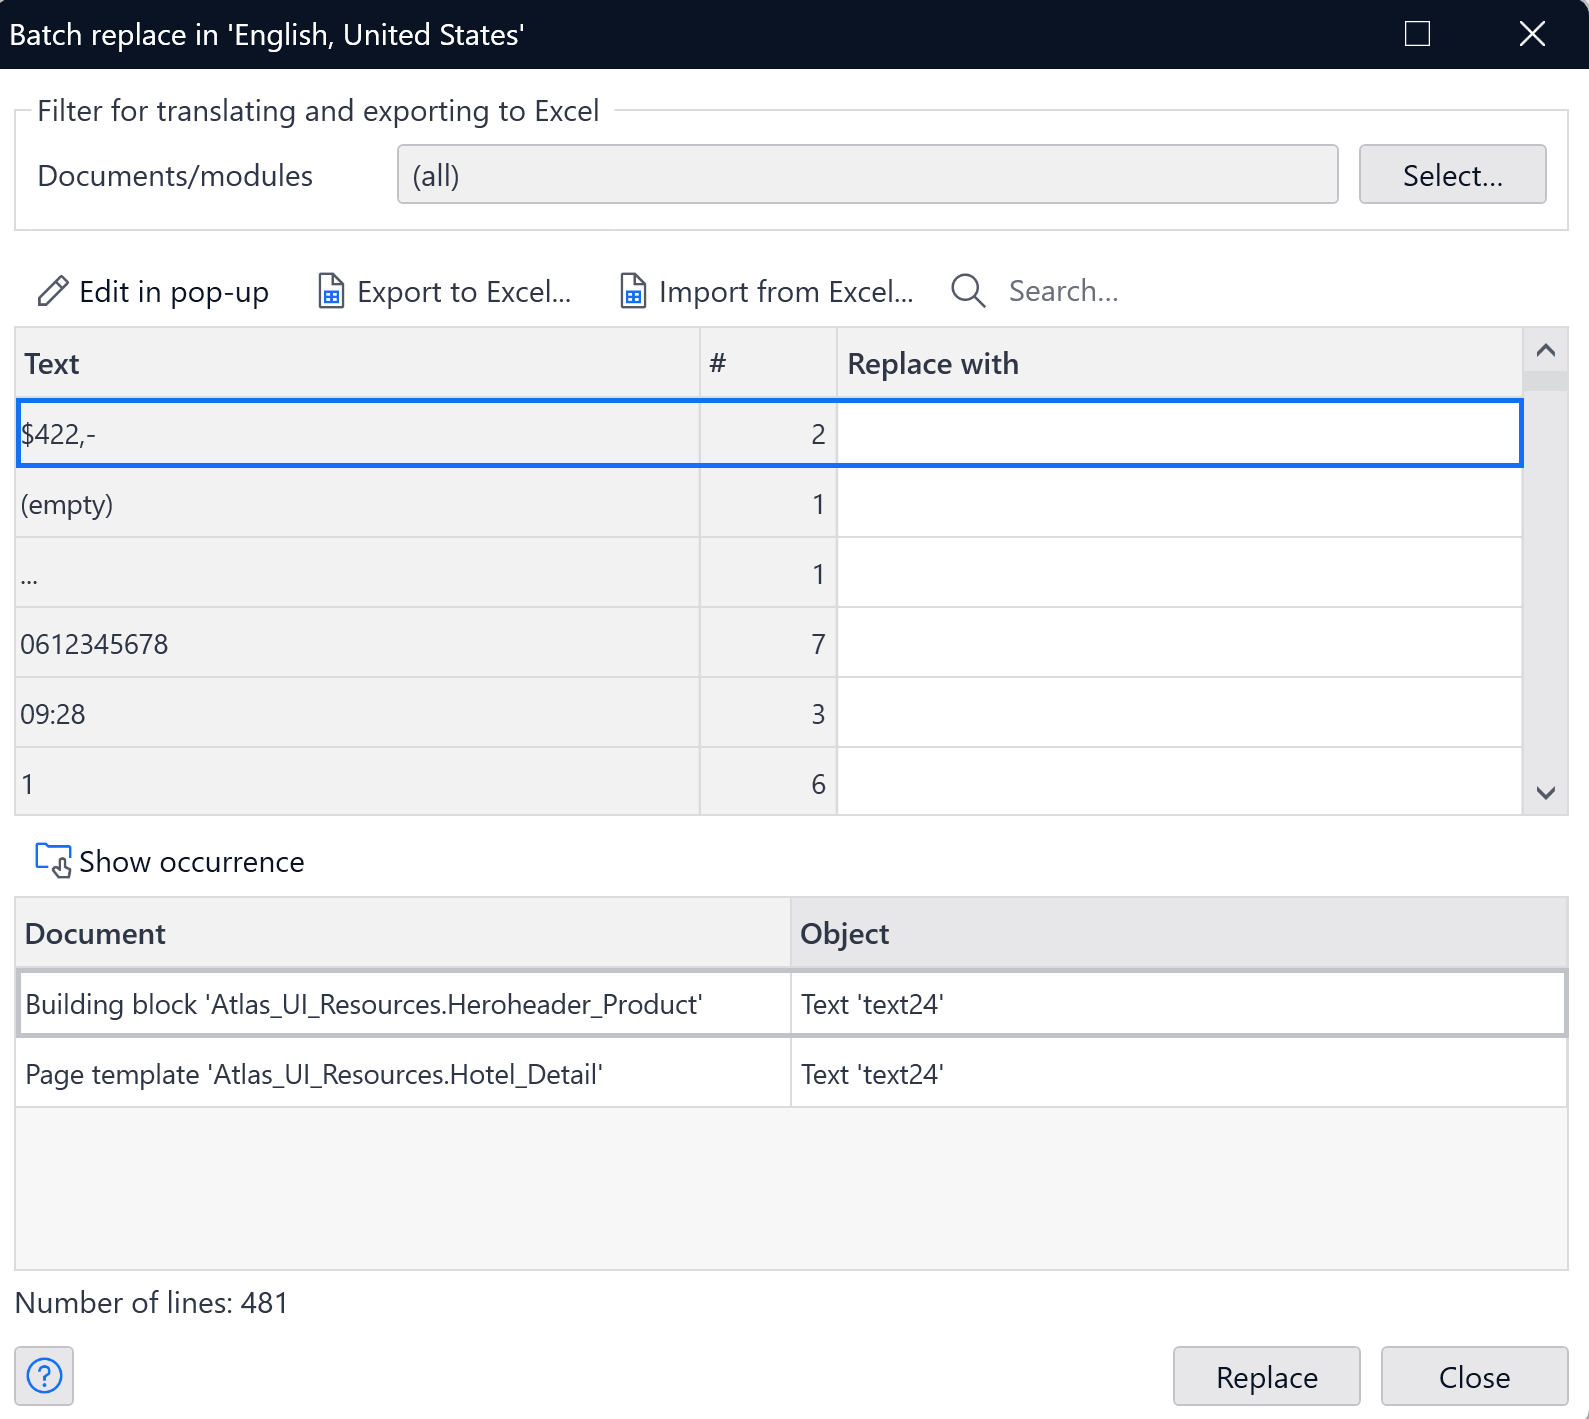 Batch replace in 'English, United States'
Filter for translating and exporting to Excel
Documents/modules (all) Select...
Edit in pop-up Export to Excel... Import from Excel... Search...
Text # Replace with
$422,- 2
(empty) 1
... 1
0612345678 7
09:28 3
1 6
Show occurrence
Document Object
Building block 'Atlas_UI_Resources.Heroheader_Product' Text 'text24'
Page template 'Atlas_UI_Resources.Hotel_Detail' Text 'text24'
Number of lines: 481
? Replace Close